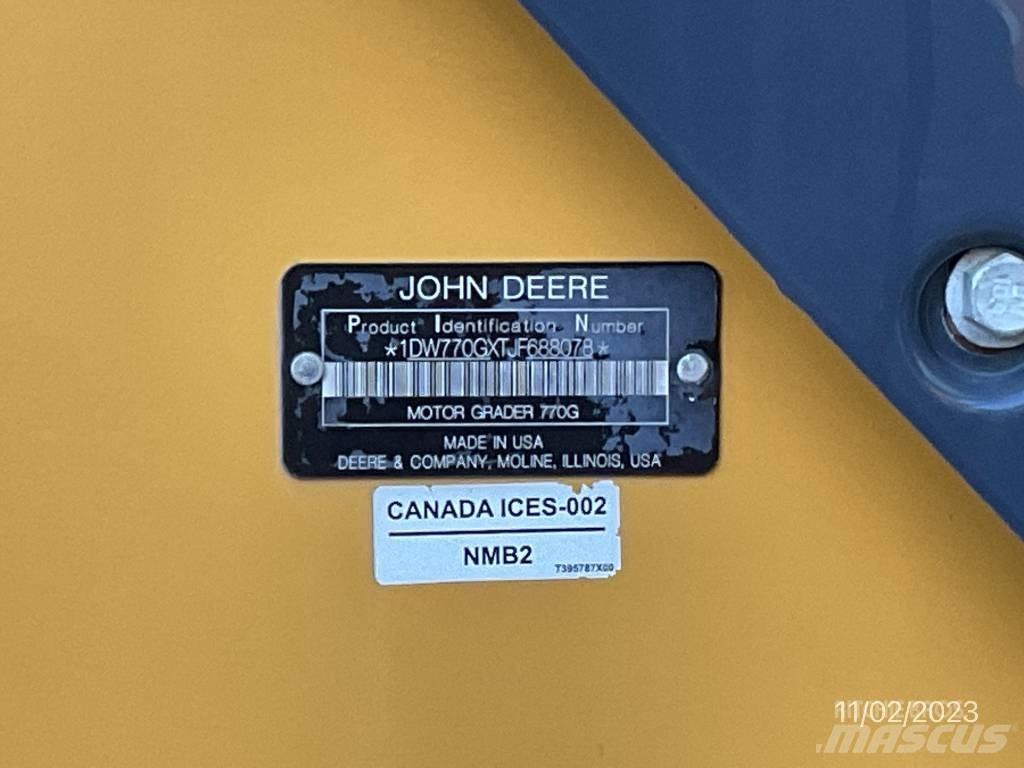 JOHN DEERE
Product Identification Number
*1DW770GXTJF688078*
MOTOR GRADER 770G
MADE IN USA
DEERE & COMPANY, MOLINE, ILLINOIS, USA
CANADA ICES-002
NMB2
T395787X00
11/02/2023
MASCUS